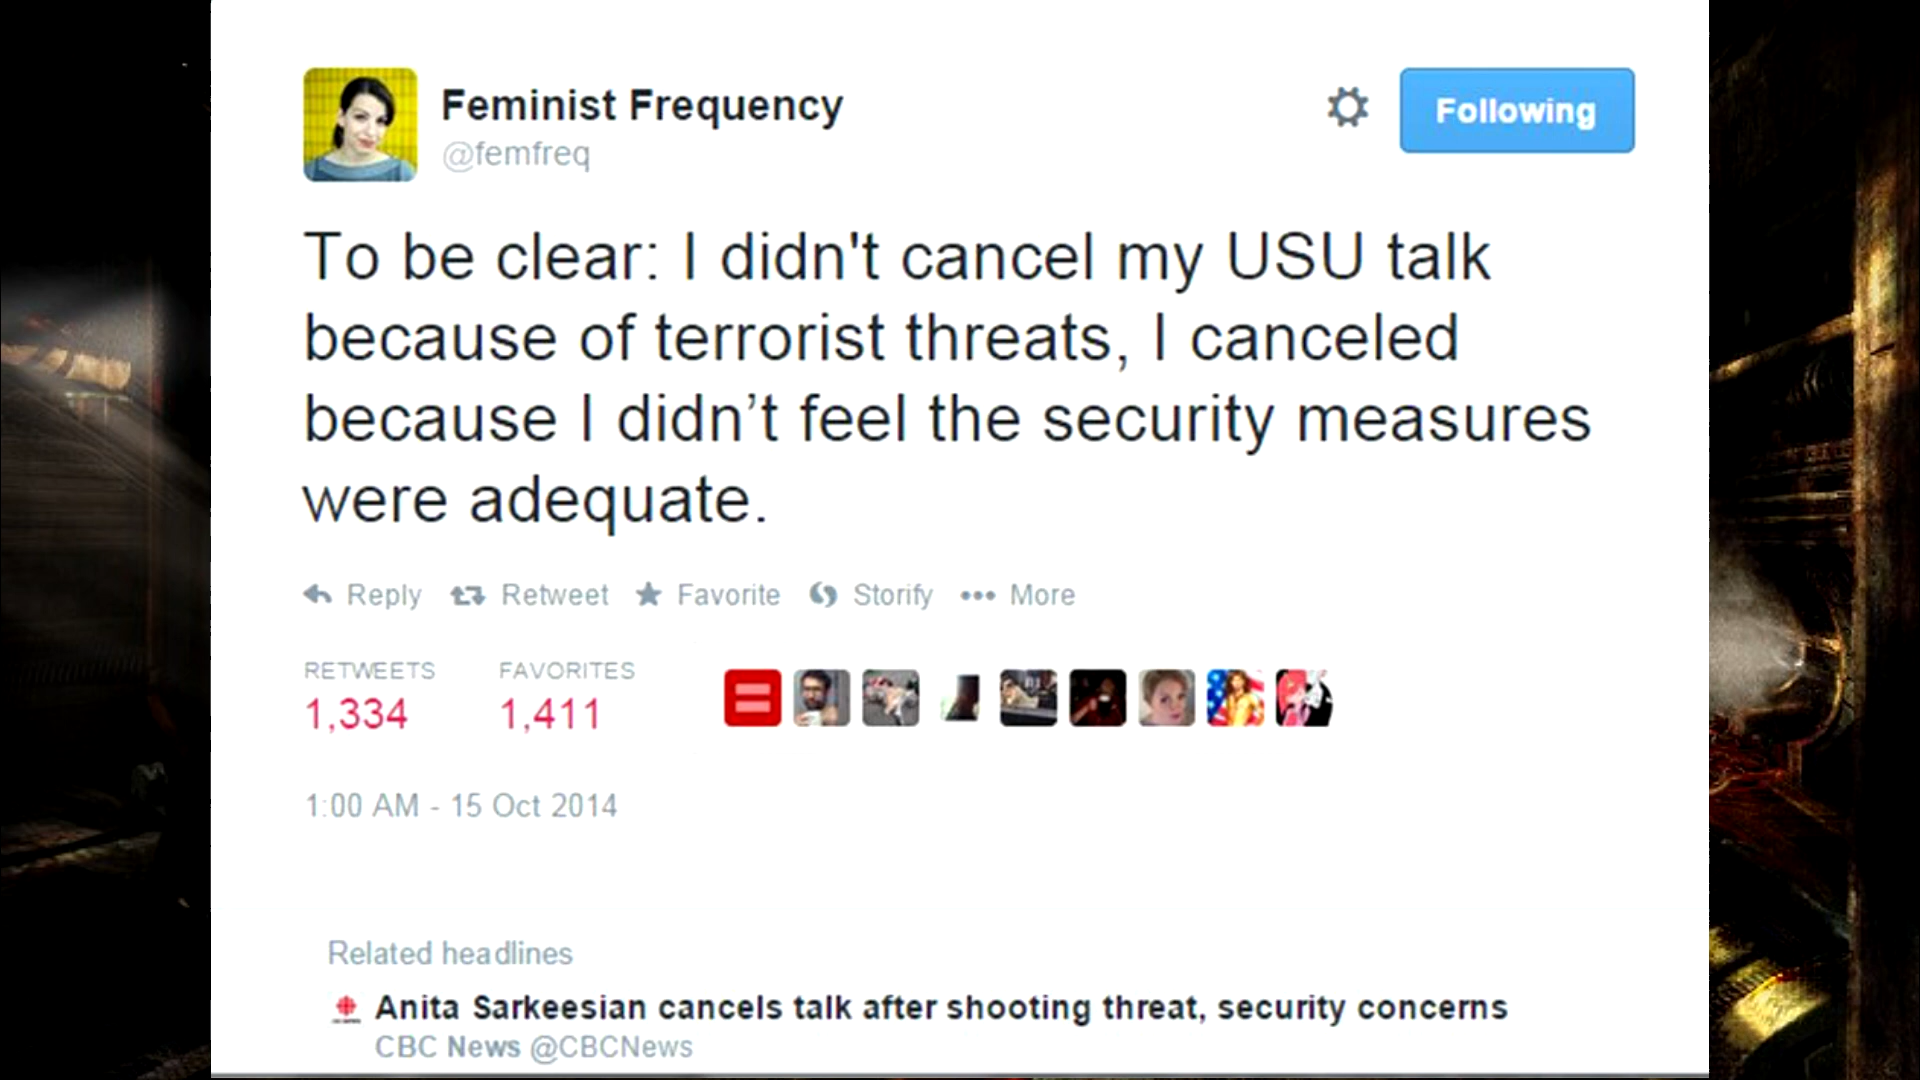 Feminist Frequency
@femfreq
Following
To be clear: I didn't cancel my USU talk
because of terrorist threats, I canceled
because I didn’t feel the security measures
were adequate.
Reply Retweet Favorite Storify More
RETWEETS FAVORITES
1,334 1,411
1:00 AM - 15 Oct 2014
Related headlines
Anita Sarkeesian cancels talk after shooting threat, security concerns
CBC News @CBCNews